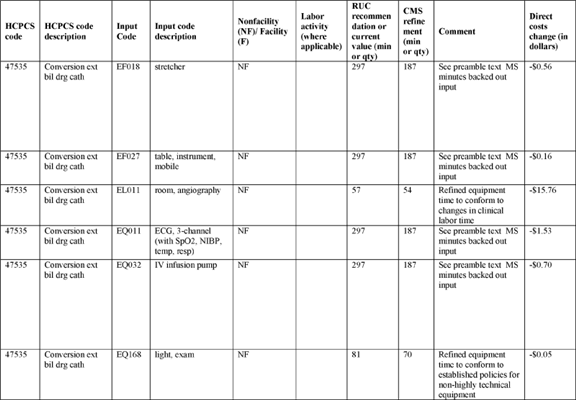 HCPCS code | HCPCS code description | Input Code | Input code description | Nonfacility (NF)/ Facility (F) | Labor activity (where applicable) | RUC recommen dation or current value (min or qty) | CMS refine ment (min or qty) | Comment | Direct costs change (in dollars)
47535 | Conversion ext bil drg cath | EF018 | stretcher | NF | | 297 | 187 | See preamble text MS minutes backed out input | -$0.56
47535 | Conversion ext bil drg cath | EF027 | table, instrument, mobile | NF | | 297 | 187 | See preamble text MS minutes backed out input | -$0.16
47535 | Conversion ext bil drg cath | EL011 | room, angiography | NF | | 57 | 54 | Refined equipment time to conform to changes in clinical labor time | -$15.76
47535 | Conversion ext bil drg cath | EQ011 | ECG, 3-channel (with SpO2, NIBP, temp, resp) | NF | | 297 | 187 | See preamble text MS minutes backed out input | -$1.53
47535 | Conversion ext bil drg cath | EQ032 | IV infusion pump | NF | | 297 | 187 | See preamble text MS minutes backed out input | -$0.70
47535 | Conversion ext bil drg cath | EQ168 | light, exam | NF | | 81 | 70 | Refined equipment time to conform to established policies for non-highly technical equipment | -$0.05